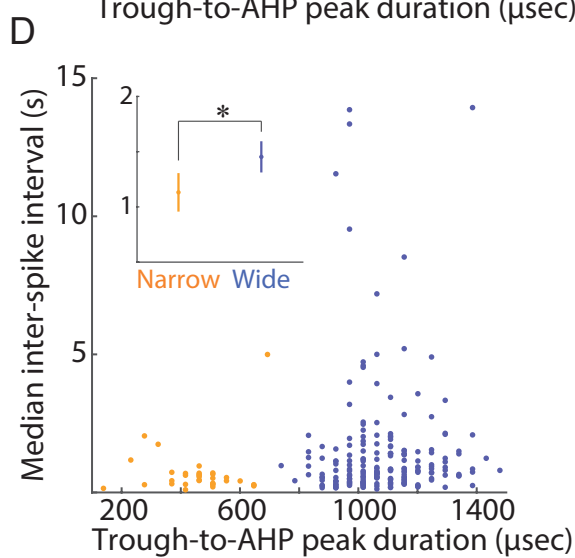 Trough-to-AHP peak duration (μsec)
D
Median inter-spike interval (s)
15
10
5
2
1
*
Narrow Wide
200 600 1000 1400
Trough-to-AHP peak duration (μsec)